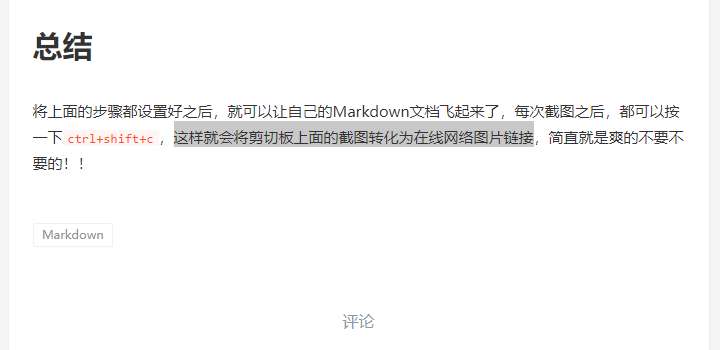 总结
将上面的步骤都设置好之后，就可以让自己的Markdown文档飞起来了，每次截图之后，都可以按
一下 ctrl+shift+c ，这样就会将剪切板上面的截图转化为在线网络图片链接，简直就是爽的不要不
要的！！
Markdown
评论